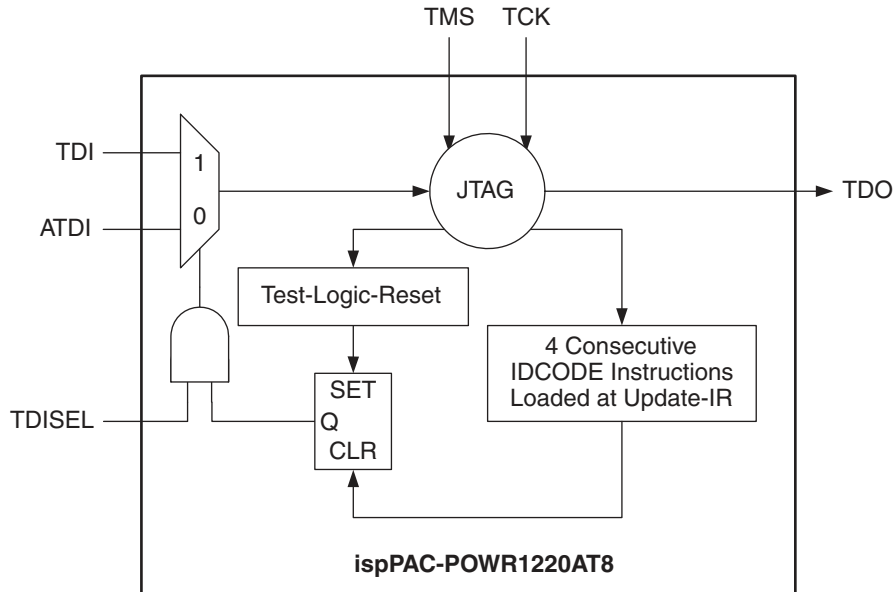 TMS
TCK
TDI
1
JTAG
TDO
0
ATDI
Test-Logic-Reset
4 Consecutive
IDCODE Instructions
Loaded at Update-IR
SET
TDISEL
Q
CLR
ispPAC-POWR1220AT8